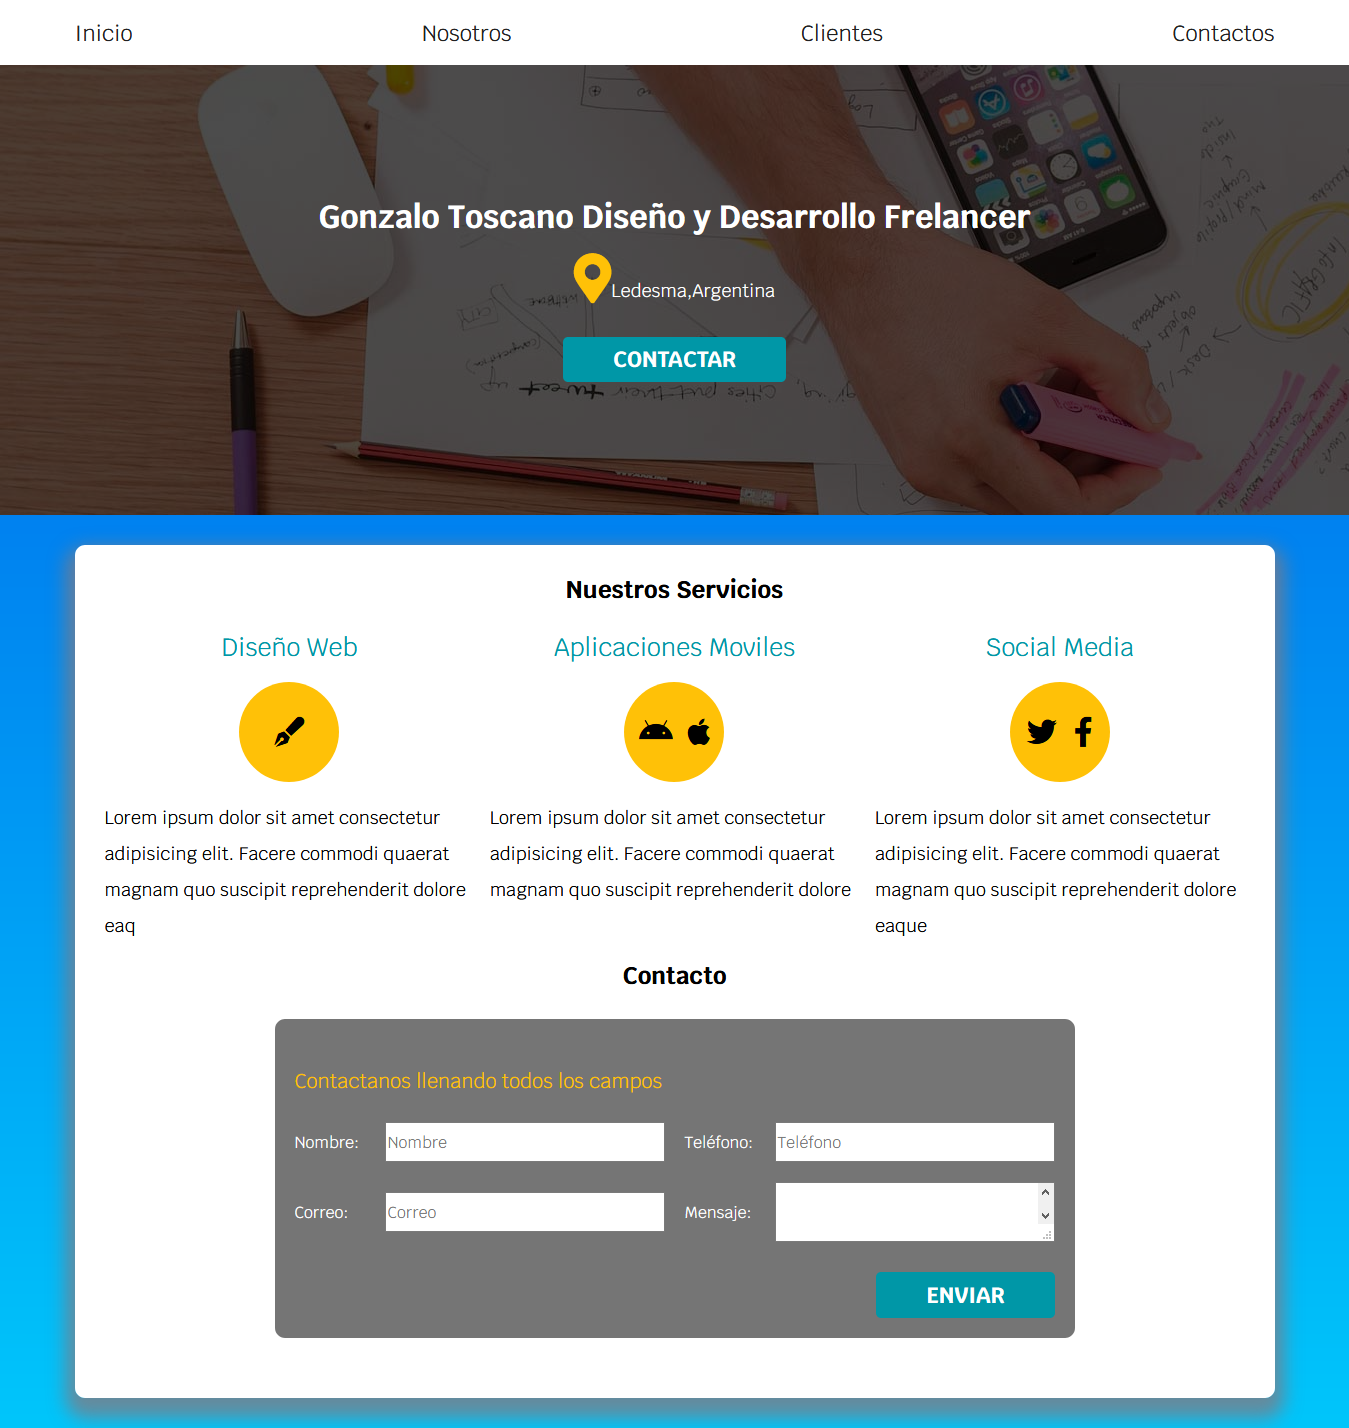 Inicio Nosotros Clientes Contactos
Gonzalo Toscano Diseño y Desarrollo Frelancer
Ledesma,Argentina
CONTACTAR
Nuestros Servicios
Diseño Web
Aplicaciones Moviles
Social Media
Lorem ipsum dolor sit amet consectetur
adipisicing elit. Facere commodi quaerat
magnam quo suscipit reprehenderit dolore
eaq
Lorem ipsum dolor sit amet consectetur
adipisicing elit. Facere commodi quaerat
magnam quo suscipit reprehenderit dolore
Lorem ipsum dolor sit amet consectetur
adipisicing elit. Facere commodi quaerat
magnam quo suscipit reprehenderit dolore
eaque
Contacto
Contactanos llenando todos los campos
Nombre: Nombre Teléfono: Teléfono
Correo: Correo Mensaje:
ENVIAR